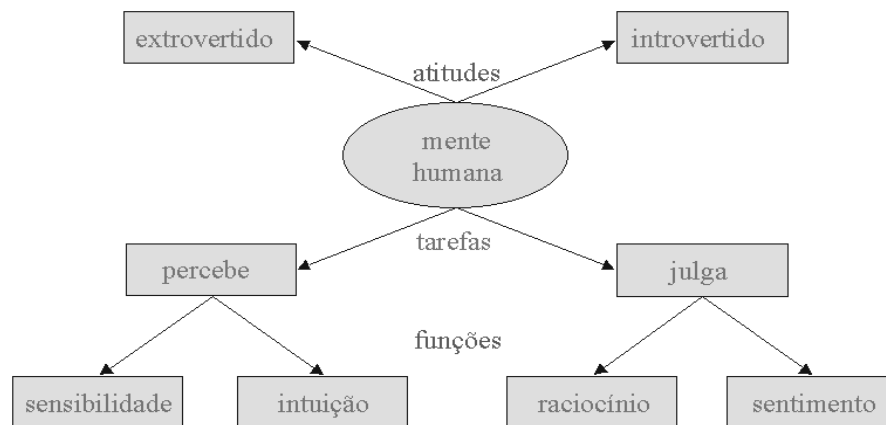 extrovertido
introvertido
atitudes
mente
humana
tarefas
percebe
julga
funções
sensibilidade
intuição
raciocínio
sentimento